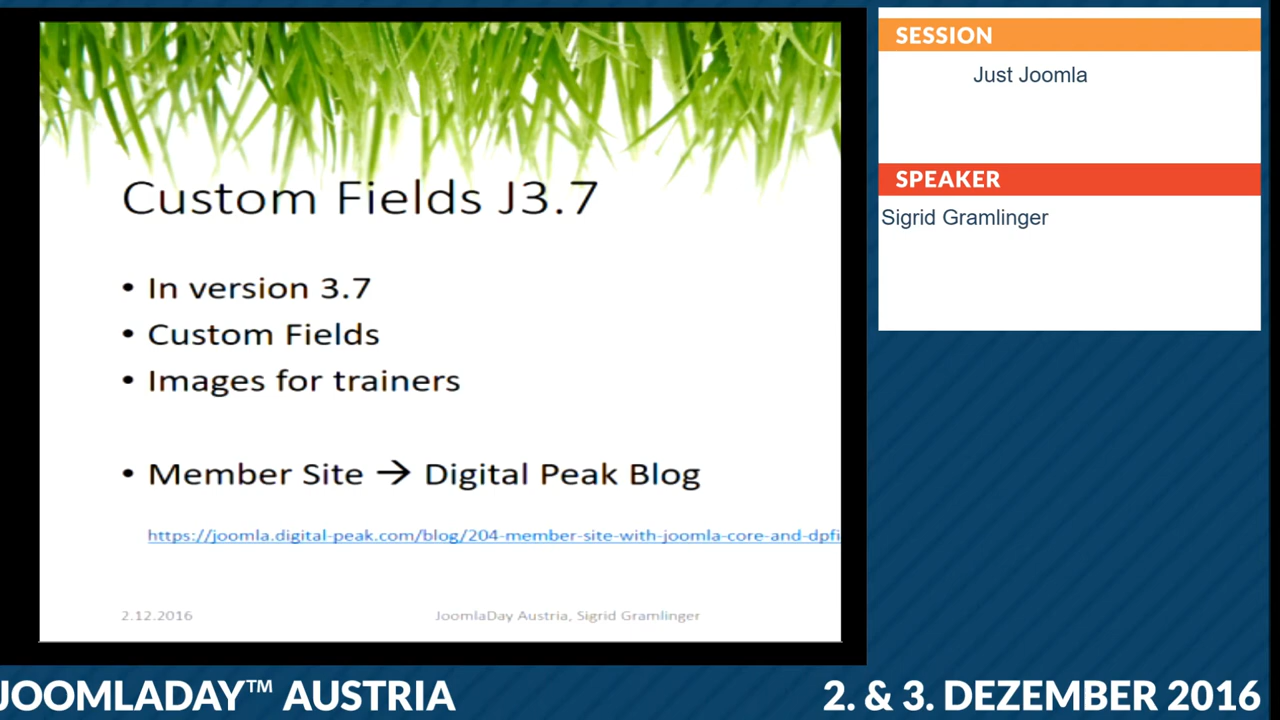 Custom Fields J3.7
• In version 3.7
• Custom Fields
• Images for trainers
• Member Site → Digital Peak Blog
https://joomla.digital-peak.com/blog/204-member-site-with-joomla-core-and-dpfi
2.12.2016
JoomlaDay Austria, Sigrid Gramlinger
SESSION
Just Joomla
SPEAKER
Sigrid Gramlinger
JOOMLADAY™ AUSTRIA
2. & 3. DEZEMBER 2016